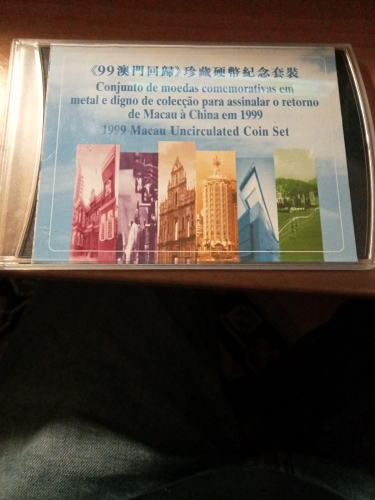 《99澳門回歸》珍藏硬幣紀念套裝
Conjunto de moedas comemorativas em
metal e digno de colecção para assinalar o retorno
de Macau à China em 1999
1999 Macau Uncirculated Coin Set